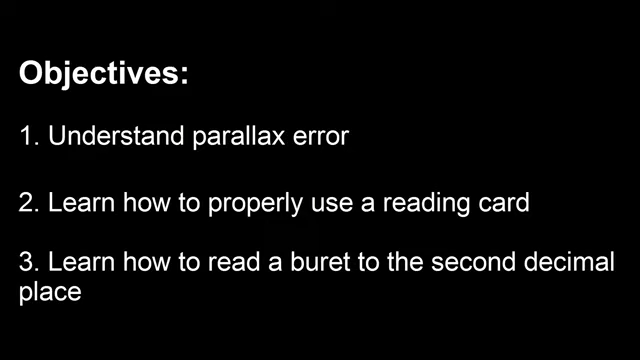 Objectives:
1. Understand parallax error
2. Learn how to properly use a reading card
3. Learn how to read a buret to the second decimal
place